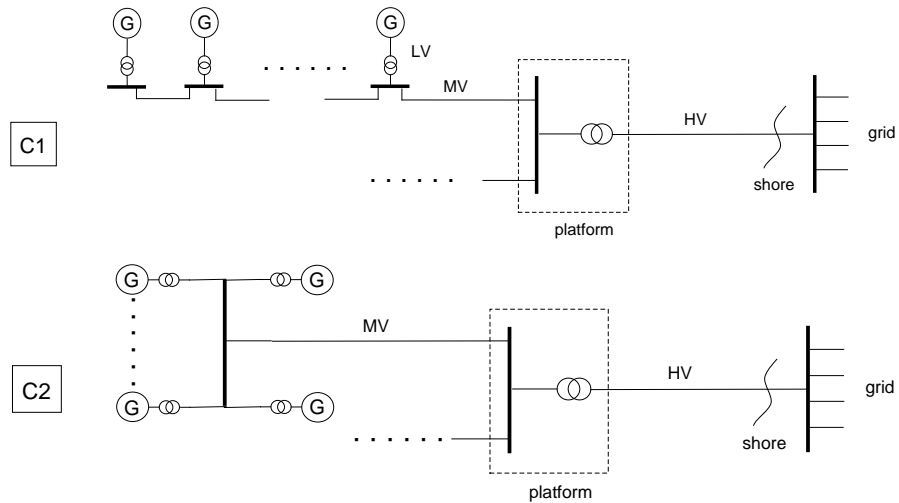 G G G
LV
MV
C1
HV
grid
shore
platform
G G
MV
C2
HV
grid
G G
shore
platform